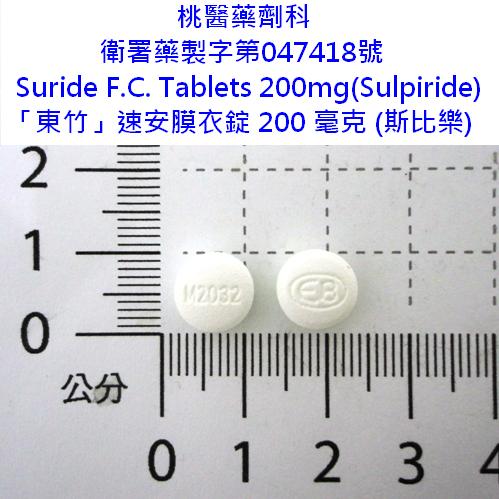 桃醫藥劑科
衛署藥製字第047418號
Suride F.C. Tablets 200mg(Sulpiride)
「東竹」速安膜衣錠 200 毫克 (斯比樂)
2
1
0
M2032
EB
公分
0 1 2 3 4